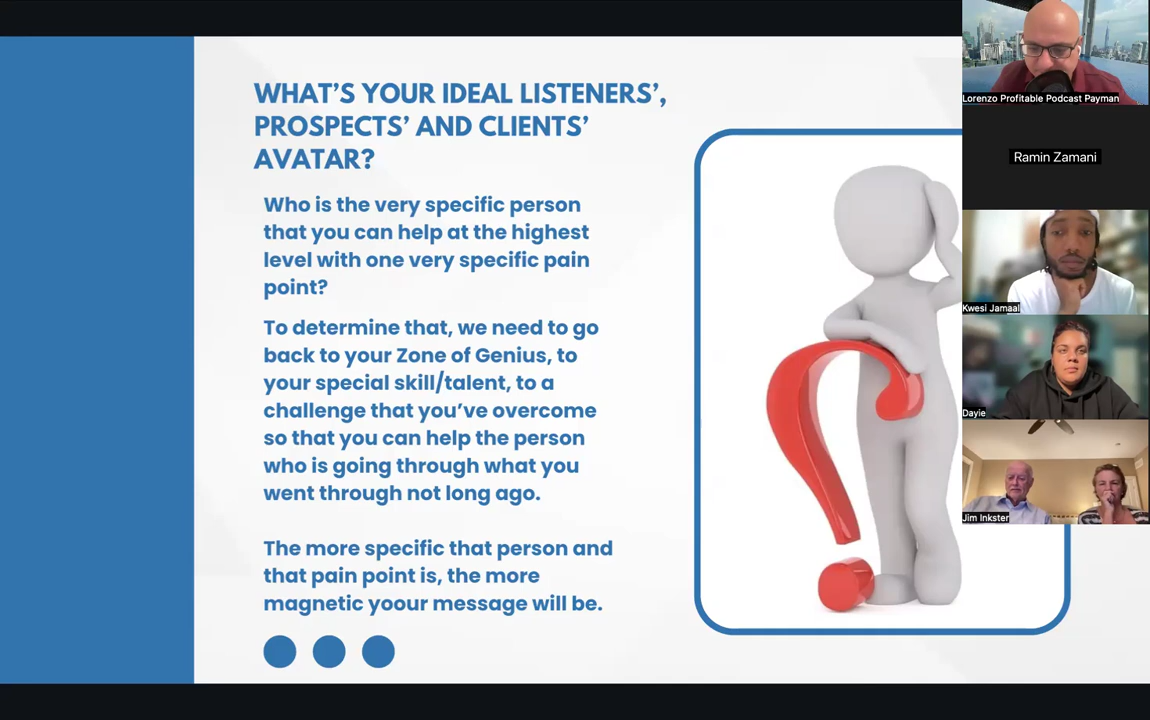 WHAT'S YOUR IDEAL LISTENERS',
PROSPECTS' AND CLIENTS'
AVATAR?
Who is the very specific person
that you can help at the highest
level with one very specific pain
point?
To determine that, we need to go
back to your Zone of Genius, to
your special skill/talent, to a
challenge that you've overcome
so that you can help the person
who is going through what you
went through not long ago.
The more specific that person and
that pain point is, the more
magnetic yoour message will be.
Lorenzo Profitable Podcast Payman
Ramin Zamani
Kwesi Jamaal
Dayie
Jim Inkster